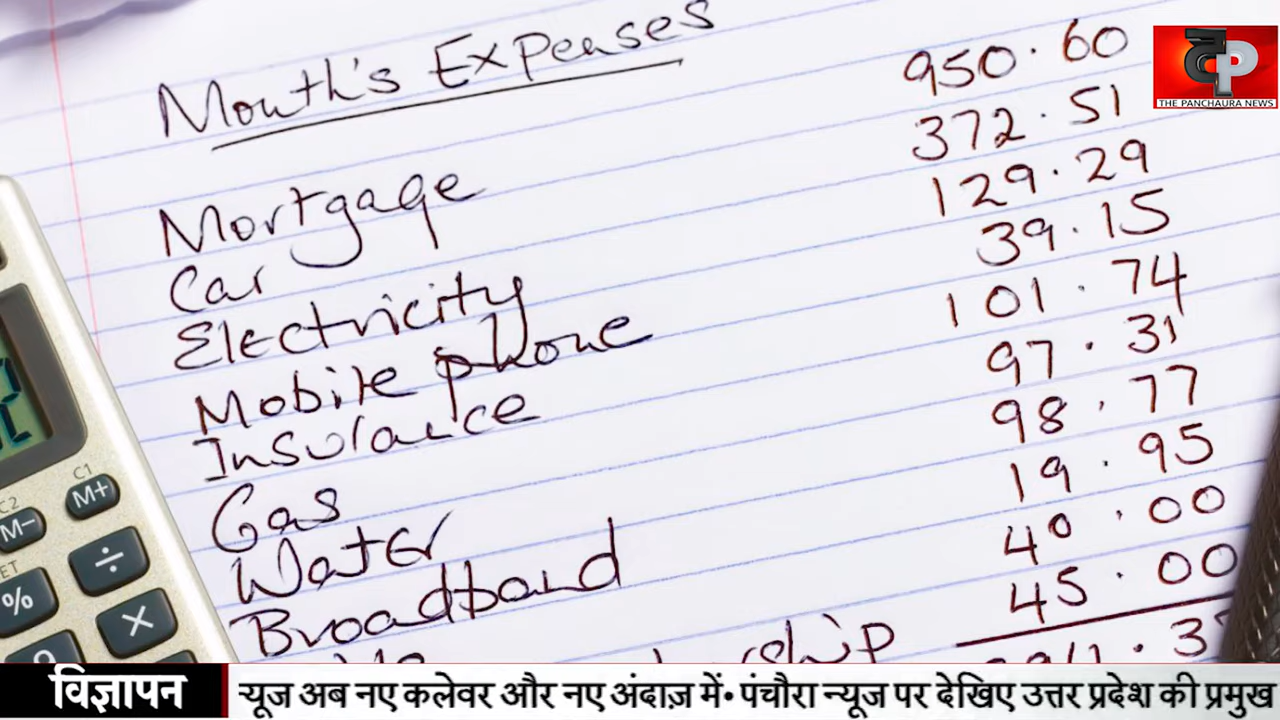 Month's Expenses
Mortgage 950.60
Car 372.51
Electricity 129.29
Mobile phone 39.15
Insurance 101.74
Gas 97.31
Water 98.77
Broadband 19.95
40.00
45.00
C1
M+
C2
M−
÷
%
×
THE PANCHAURA NEWS
विज्ञापन
न्यूज अब नए कलेवर और नए अंदाज़ में• पंचौरा न्यूज पर देखिए उत्तर प्रदेश की प्रमुख